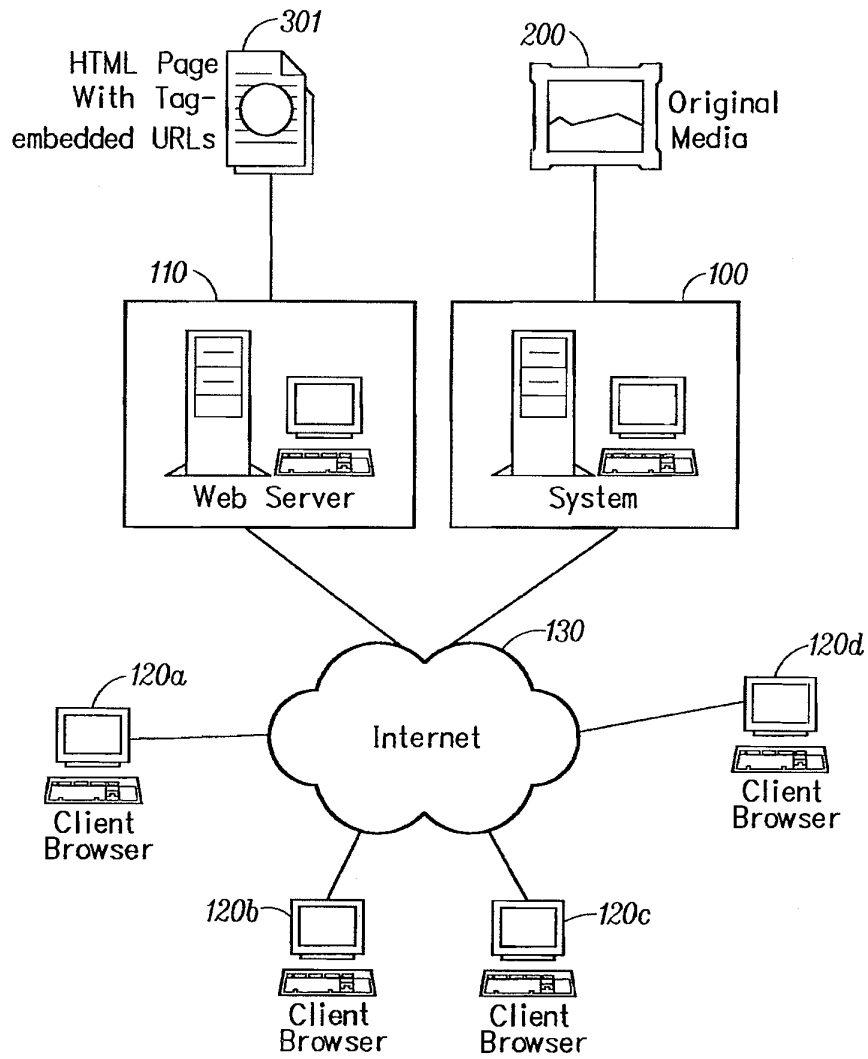 301
HTML Page
With Tag-
embedded URLs
200
Original
Media
110
Web Server
100
System
130
Internet
120a
Client
Browser
120d
Client
Browser
120b
Client
Browser
120c
Client
Browser